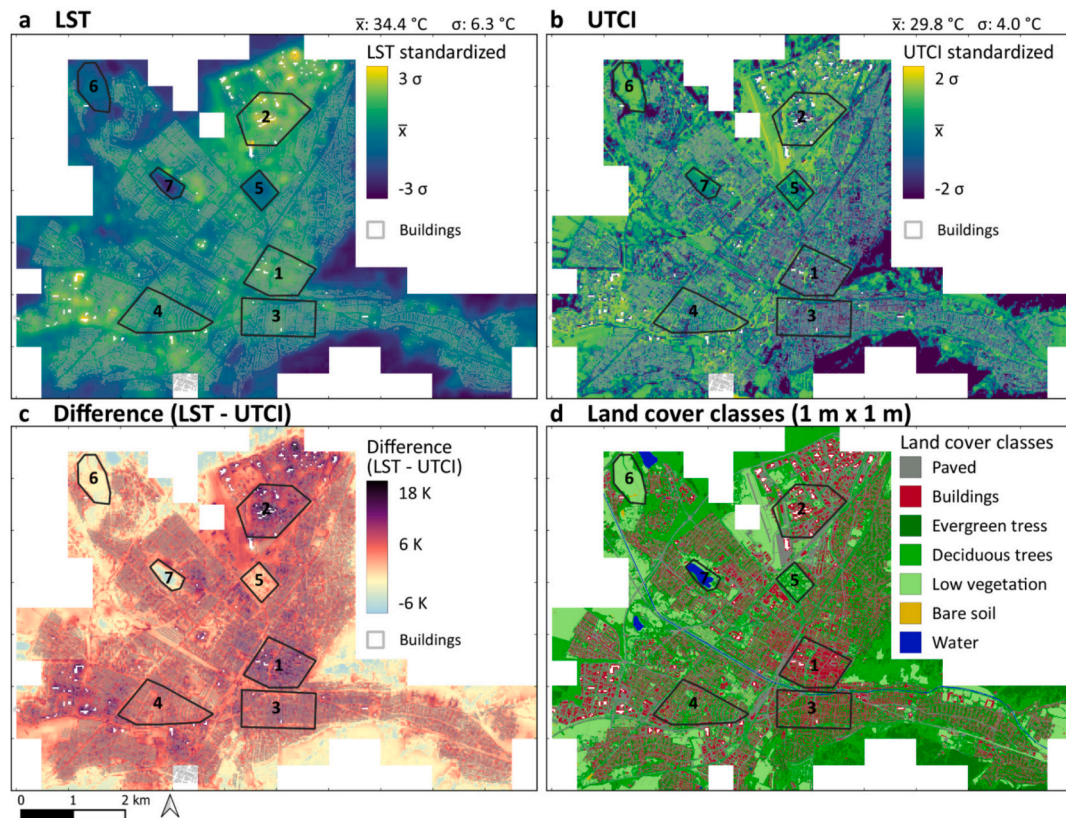 a LST
x̄: 34.4 °C σ: 6.3 °C
LST standardized
3 σ
x̄
-3 σ
Buildings
6
2
7
5
1
4
3
b UTCI
x̄: 29.8 °C σ: 4.0 °C
UTCI standardized
2 σ
x̄
-2 σ
Buildings
6
2
7
5
1
4
3
c Difference (LST - UTCI)
Difference
(LST - UTCI)
18 K
6 K
-6 K
Buildings
6
2
7
5
1
4
3
0 1 2 km
d Land cover classes (1 m x 1 m)
Land cover classes
Paved
Buildings
Evergreen tress
Deciduous trees
Low vegetation
Bare soil
Water
6
2
7
5
1
4
3